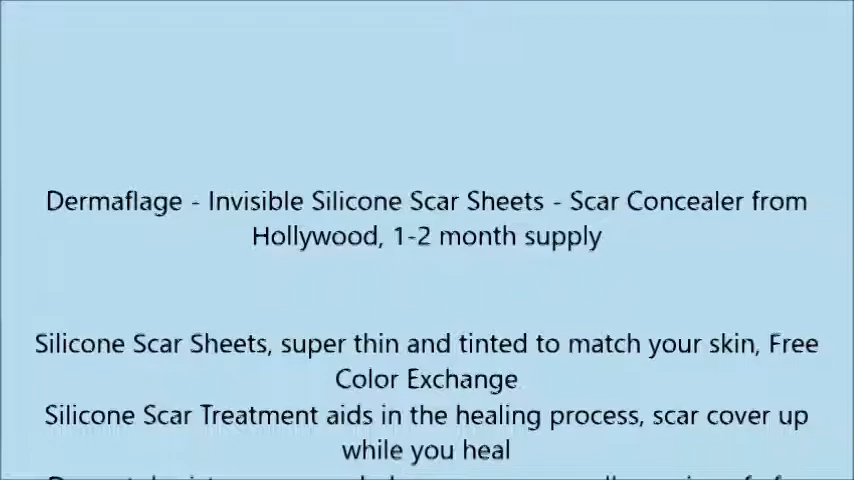 Dermaflage - Invisible Silicone Scar Sheets - Scar Concealer from
Hollywood, 1-2 month supply
Silicone Scar Sheets, super thin and tinted to match your skin, Free
Color Exchange
Silicone Scar Treatment aids in the healing process, scar cover up
while you heal